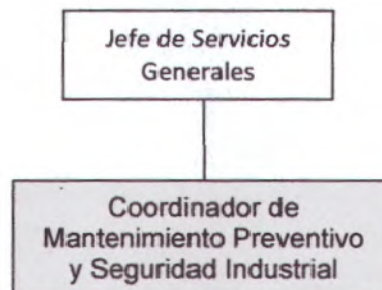 Jefe de Servicios
Generales
Coordinador de
Mantenimiento Preventivo
y Seguridad Industrial